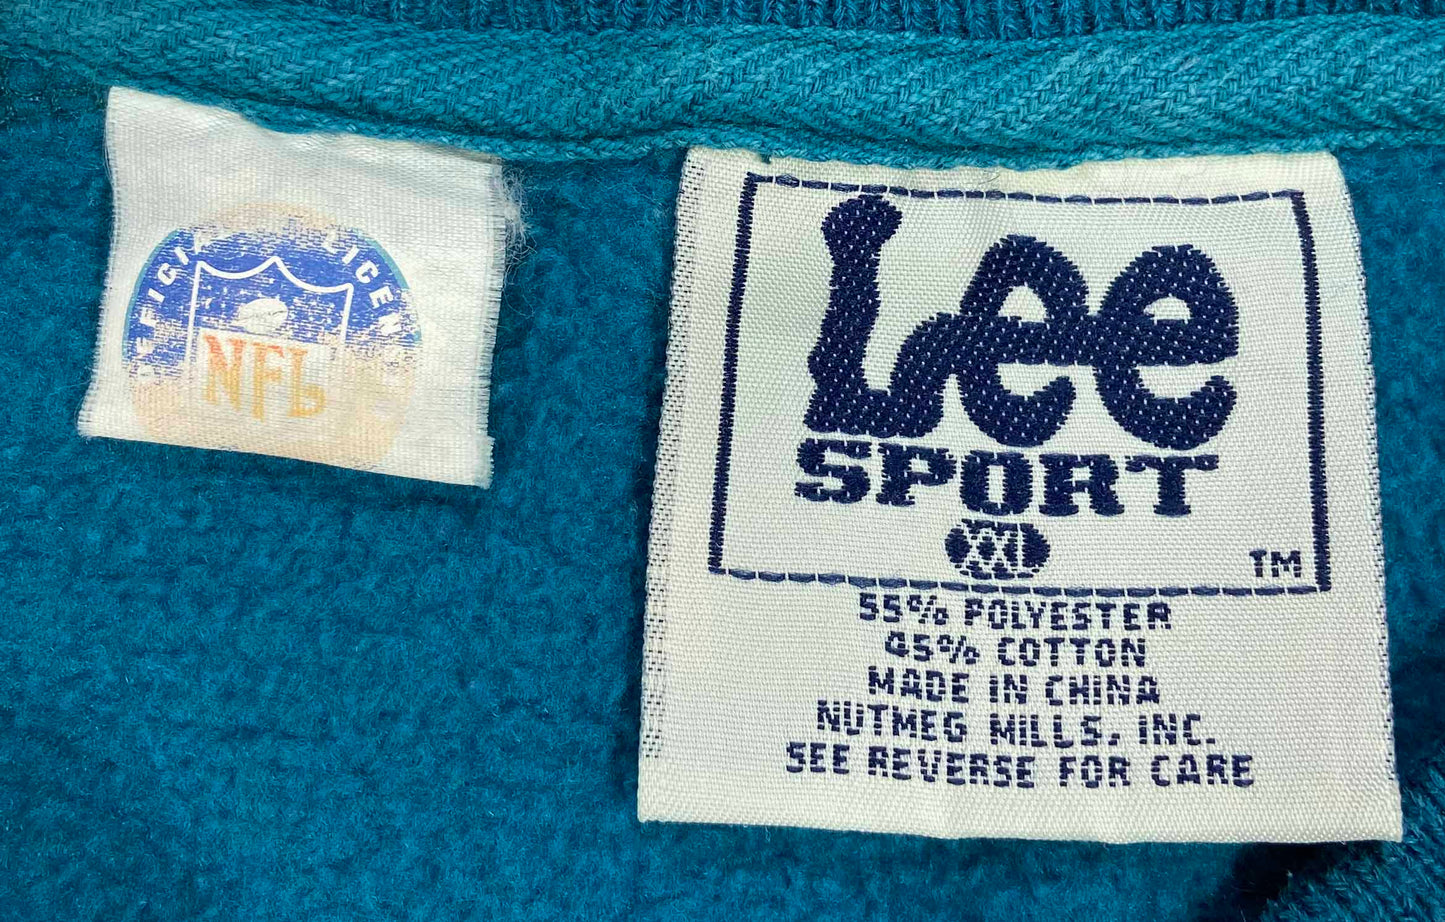 OFFICIAL LICEN
NFL
Lee
SPORT
XXL
TM
55% POLYESTER
45% COTTON
MADE IN CHINA
NUTMEG MILLS, INC.
SEE REVERSE FOR CARE